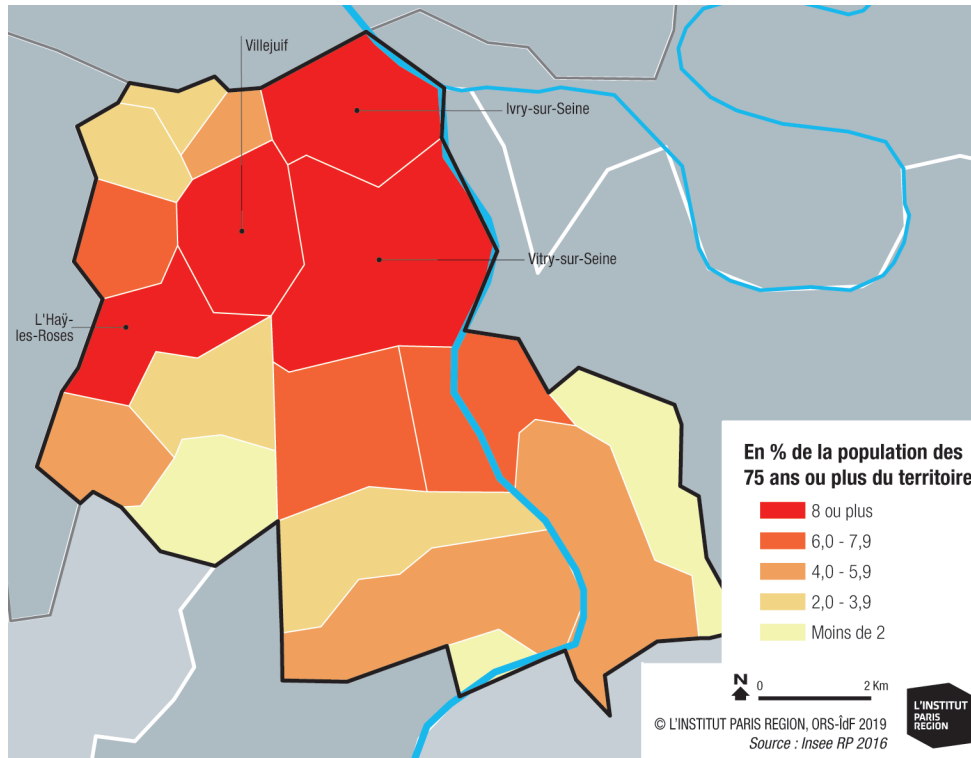 Villejuif
Ivry-sur-Seine
Vitry-sur-Seine
L'Haÿ-
les-Roses
En % de la population des
75 ans ou plus du territoire
8 ou plus
6,0 - 7,9
4,0 - 5,9
2,0 - 3,9
Moins de 2
N
0
2 Km
© L'INSTITUT PARIS REGION, ORS-ÎdF 2019
Source : Insee RP 2016
L'INSTITUT
PARIS
REGION